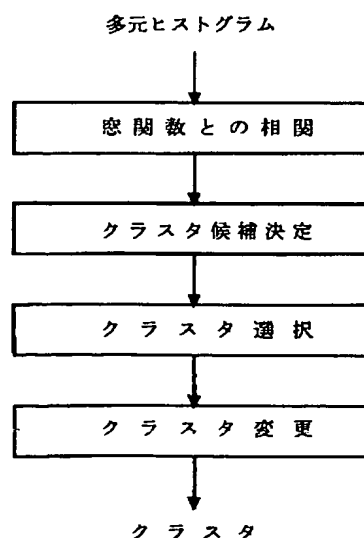 多元ヒストグラム
窓関数との相関
クラスタ候補決定
クラスタ選択
クラスタ変更
クラスタ